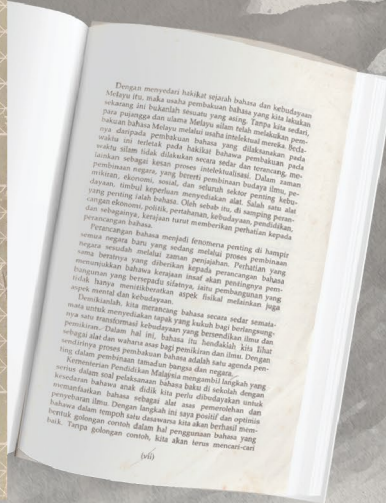 Dengan menyedari hakikat sejarah bahasa dan kebudayaan
Melayu itu, maka usaha pembakuan bahasa yang kita lakukan
sekarang ini bukanlah sesuatu yang asing. Tanpa kita sedari,
para pujangga dan ulama Melayu silam telah melakukan pem-
bakuan bahasa Melayu melalui usaha intelektual mereka. Beda-
nya daripada pembakuan bahasa yang dilaksanakan pada
waktu ini terletak pada hakikat bahawa pembakuan pada
waktu silam tidak dilakukan secara sedar dan terancang, me-
lainkan sebagai kesan proses intelektualisasi. Dalam zaman
pembinaan negara, yang bererti pembinaan budaya ilmu, pe-
mikiran, ekonomi, sosial, dan seluruh sektor penting kebu-
dayaan, timbul keperluan menyediakan alat. Salah satu alat
yang penting ialah bahasa. Oleh sebab itu, di samping peran-
cangan ekonomi, politik, pertahanan, kebudayaan, pendidikan,
dan sebagainya, kerajaan turut memberikan perhatian kepada
perancangan bahasa.
Perancangan bahasa menjadi fenomena penting di hampir
semua negara baru yang sedang melalui proses pembinaan
negara sesudah melalui zaman penjajahan. Perhatian yang
sama beratnya yang diberikan kepada perancangan bahasa
menunjukkan bahawa kerajaan insaf akan pentingnya pem-
bangunan yang bersepadu sifatnya, iaitu pembangunan yang
tidak hanya menitikberatkan aspek fizikal melainkan juga
aspek mental dan kebudayaan.
Demikianlah, kita merancang bahasa secara sedar semata-
mata untuk menyediakan tapak yang kukuh bagi berlangsung-
nya satu transformasi kebudayaan yang bersendikan ilmu dan
pemikiran. Dalam hal ini, bahasa itu hendaklah kita lihat
sebagai alat dan wahana asas bagi pemikiran dan ilmu. Dengan
sendirinya proses pembakuan bahasa adalah satu agenda pen-
ting dalam pembinaan tamadun bangsa dan negara.
Kementerian Pendidikan Malaysia mengambil langkah yang
serius dalam soal pelaksanaan bahasa baku di sekolah dengan
kesedaran bahawa anak didik kita perlu dibudayakan untuk
memanfaatkan bahasa sebagai alat asas pemerolehan dan
penyebaran ilmu. Dengan langkah ini saya positif dan optimis
bahawa dalam tempoh satu dasawarsa kita akan berhasil mem-
bentuk golongan contoh dalam hal penggunaan bahasa yang
baik. Tanpa golongan contoh, kita akan terus mencari-cari
(vii)